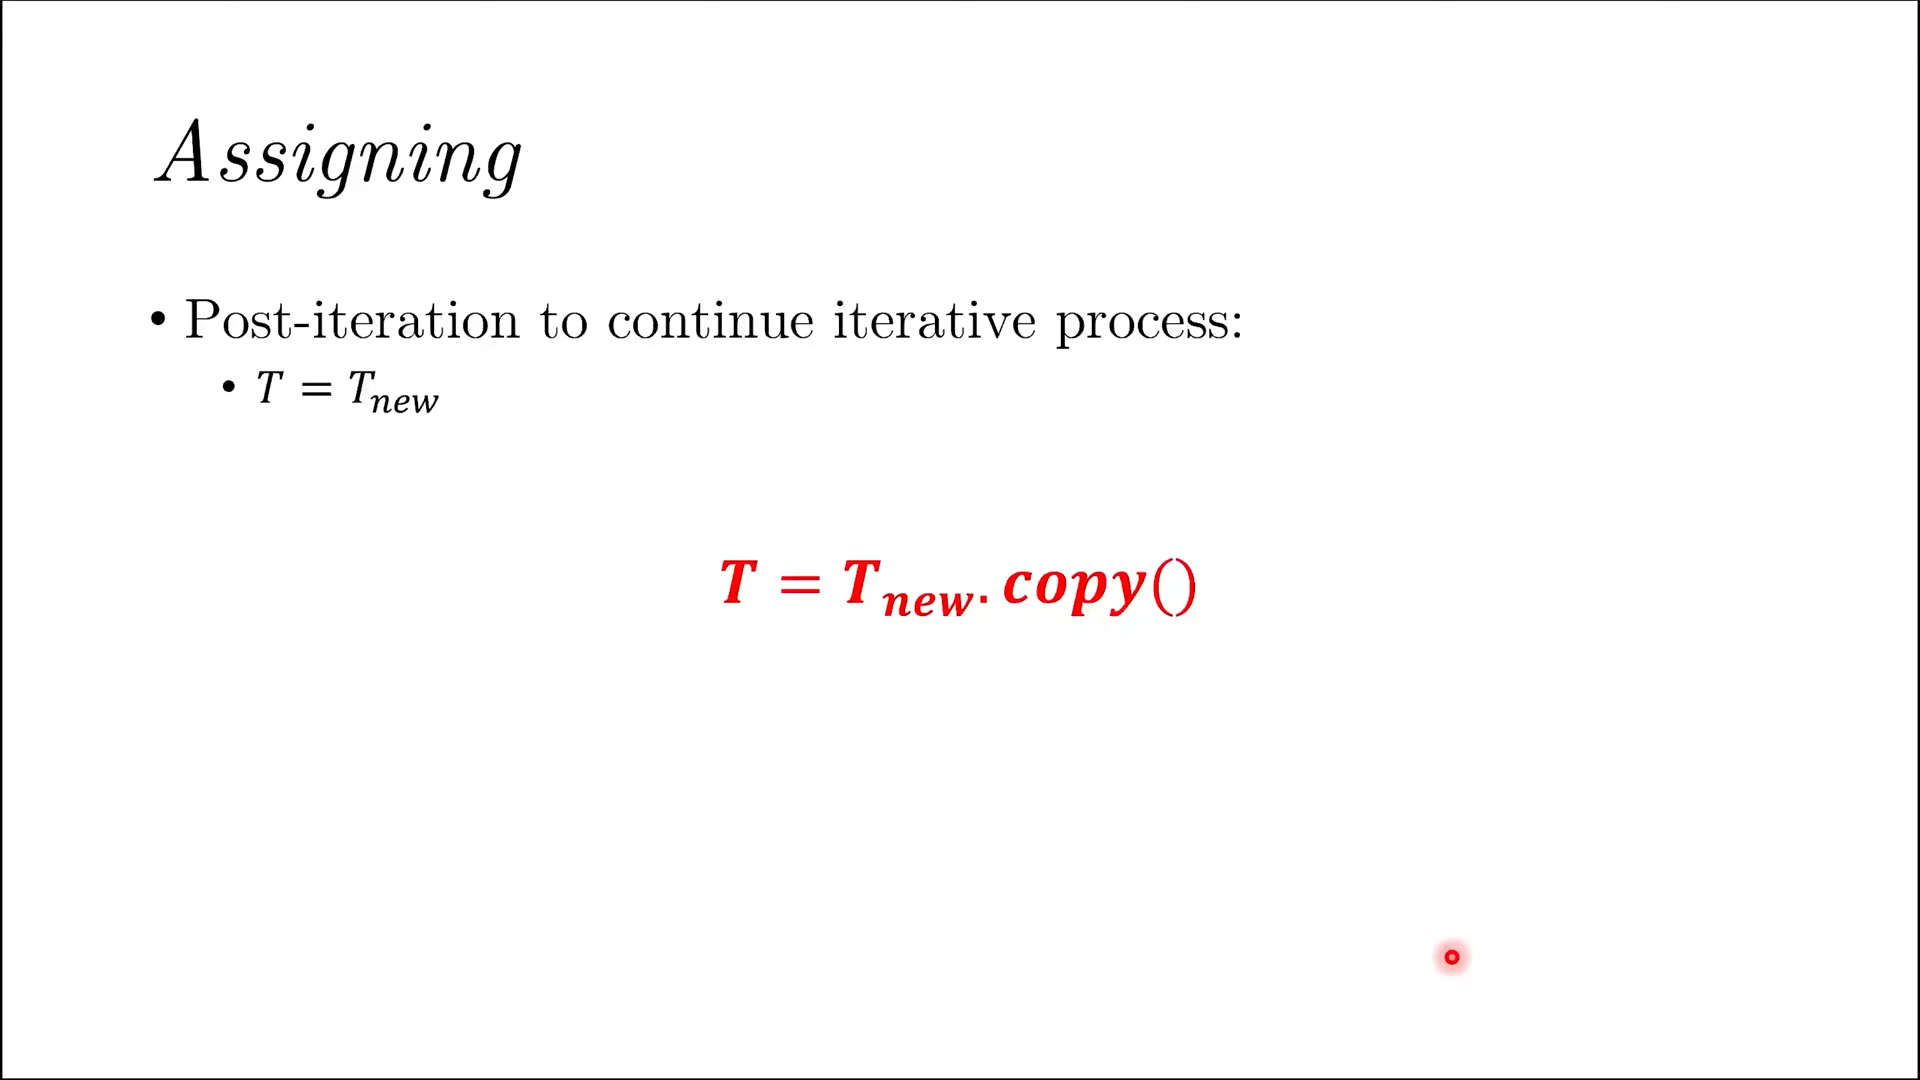 Assigning
• Post-iteration to continue iterative process:
• T = T_new
T = T_new.copy()